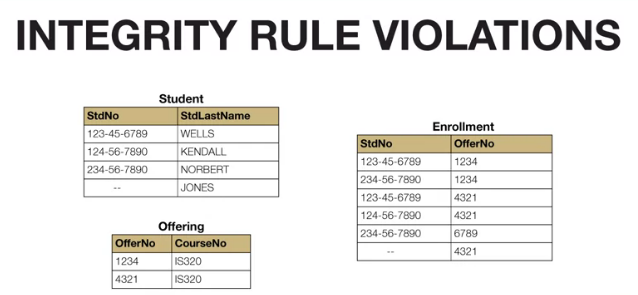 INTEGRITY RULE VIOLATIONS
Student
StdNo StdLastName
123-45-6789 WELLS
124-56-7890 KENDALL
234-56-7890 NORBERT
-- JONES
Offering
OfferNo CourseNo
1234 IS320
4321 IS320
Enrollment
StdNo OfferNo
123-45-6789 1234
234-56-7890 1234
123-45-6789 4321
124-56-7890 4321
234-56-7890 6789
-- 4321